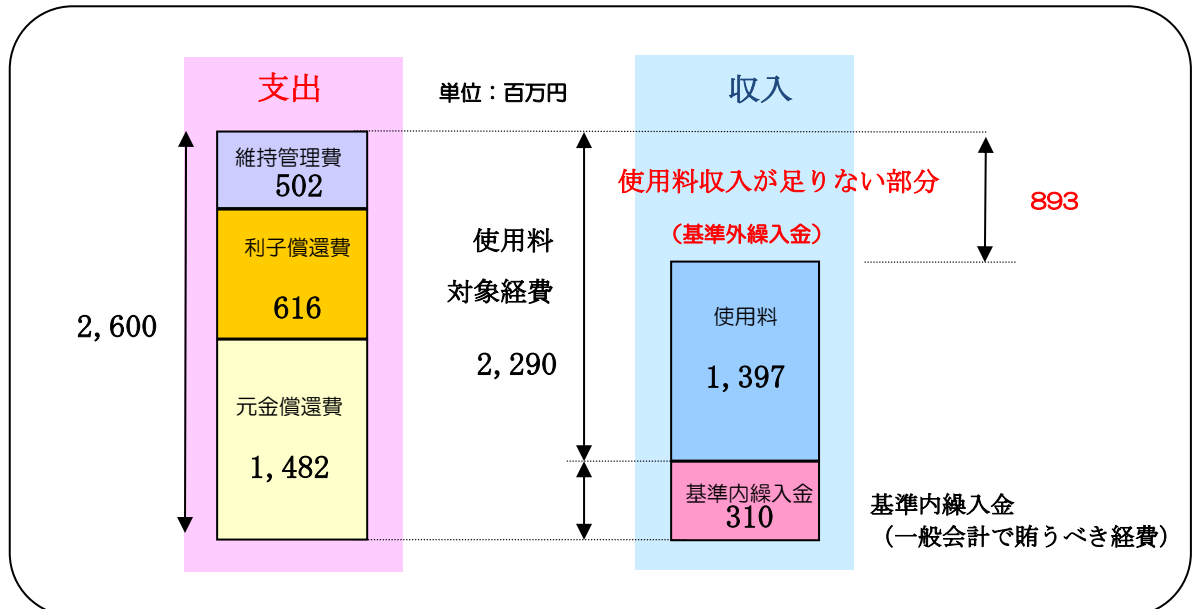 支出
単位：百万円
収入
維持管理費
502
利子償還費
616
元金償還費
1,482
2,600
使用料
対象経費
2,290
使用料収入が足りない部分
（基準外繰入金）
893
使用料
1,397
基準内繰入金
310
基準内繰入金
（一般会計で賄うべき経費）